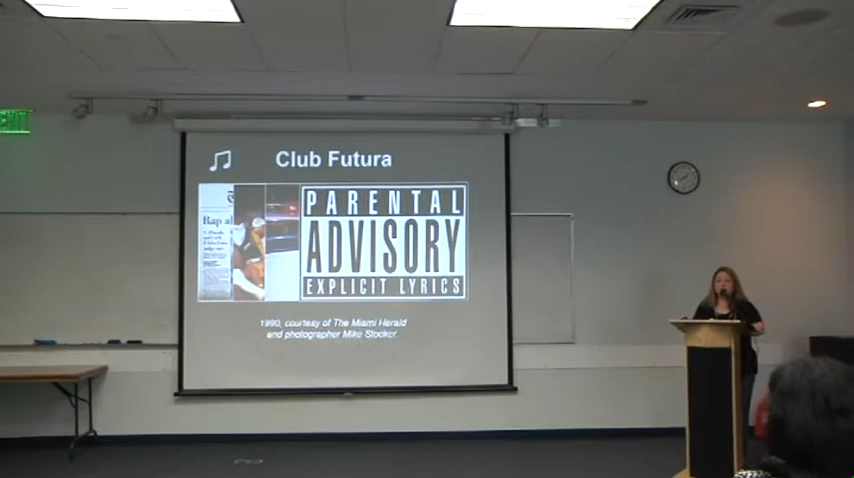 EXIT
Club Futura
Rap al
PARENTAL
ADVISORY
EXPLICIT LYRICS
1990, courtesy of The Miami Herald
and photographer Mike Stocker.